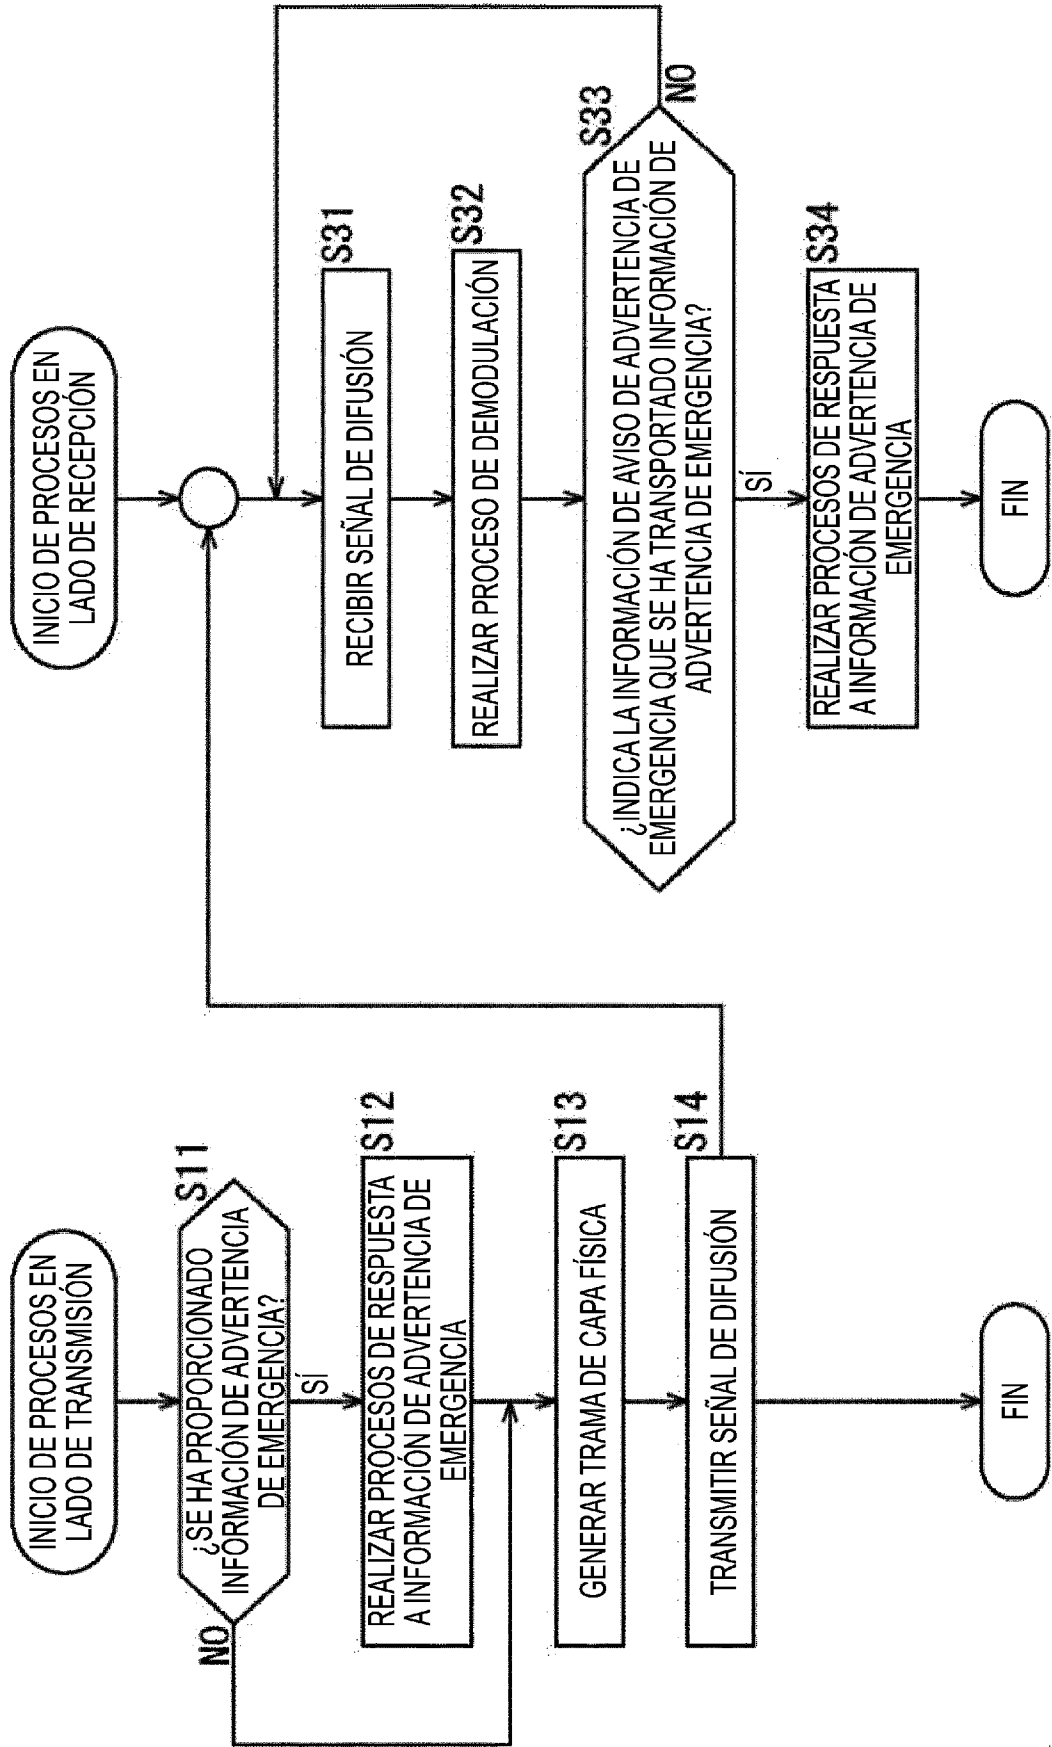 INICIO DE PROCESOS EN
LADO DE TRANSMISIÓN
S11
¿SE HA PROPORCIONADO
INFORMACIÓN DE ADVERTENCIA
DE EMERGENCIA?
NO
SÍ
S12
REALIZAR PROCESOS DE RESPUESTA
A INFORMACIÓN DE ADVERTENCIA DE
EMERGENCIA
S13
GENERAR TRAMA DE CAPA FÍSICA
S14
TRANSMITIR SEÑAL DE DIFUSIÓN
FIN
INICIO DE PROCESOS EN
LADO DE RECEPCIÓN
S31
RECIBIR SEÑAL DE DIFUSIÓN
S32
REALIZAR PROCESO DE DEMODULACIÓN
S33
¿INDICA LA INFORMACIÓN DE AVISO DE ADVERTENCIA DE
EMERGENCIA QUE SE HA TRANSPORTADO INFORMACIÓN DE
ADVERTENCIA DE EMERGENCIA?
NO
SÍ
S34
REALIZAR PROCESOS DE RESPUESTA
A INFORMACIÓN DE ADVERTENCIA DE
EMERGENCIA
FIN